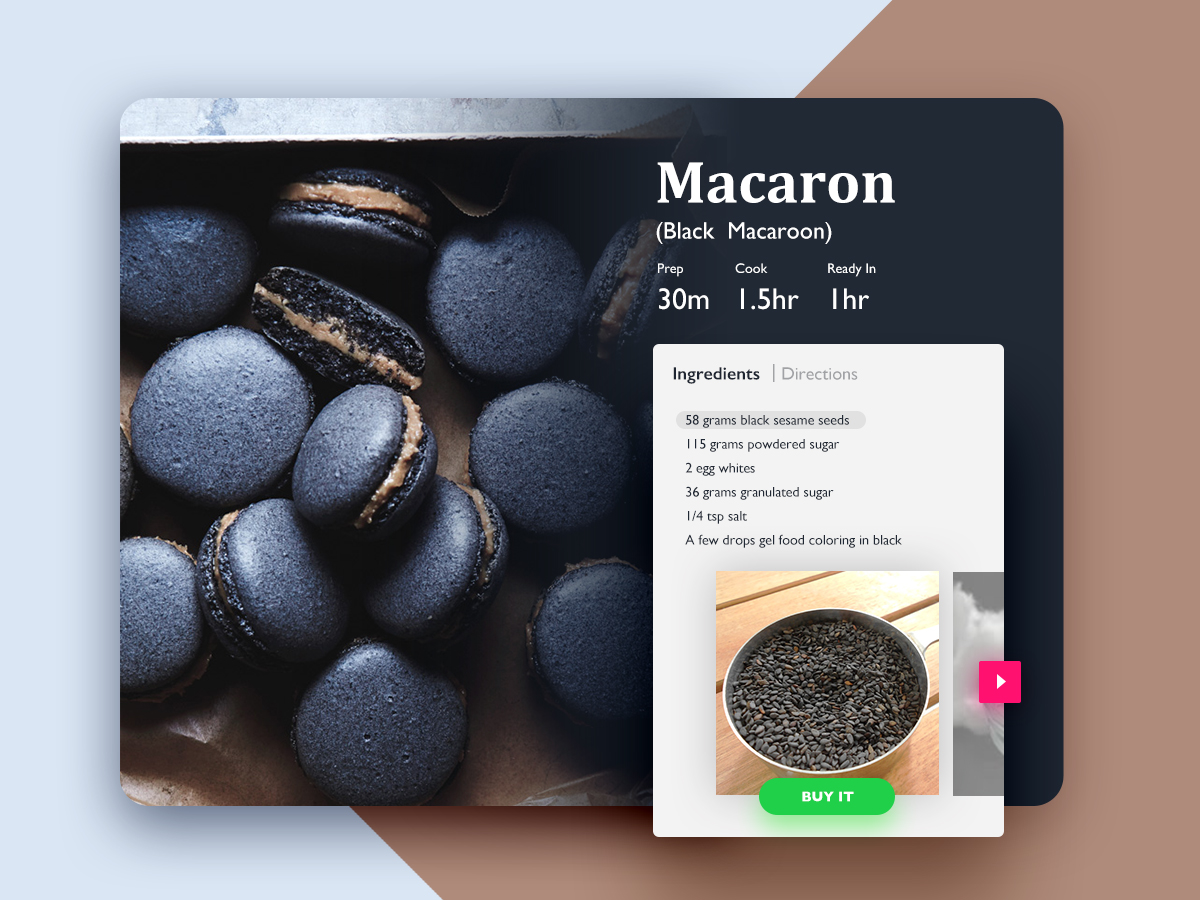 Macaron
(Black Macaroon)
Prep Cook Ready In
30m 1.5hr 1hr
Ingredients | Directions
58 grams black sesame seeds
115 grams powdered sugar
2 egg whites
36 grams granulated sugar
1/4 tsp salt
A few drops gel food coloring in black
BUY IT